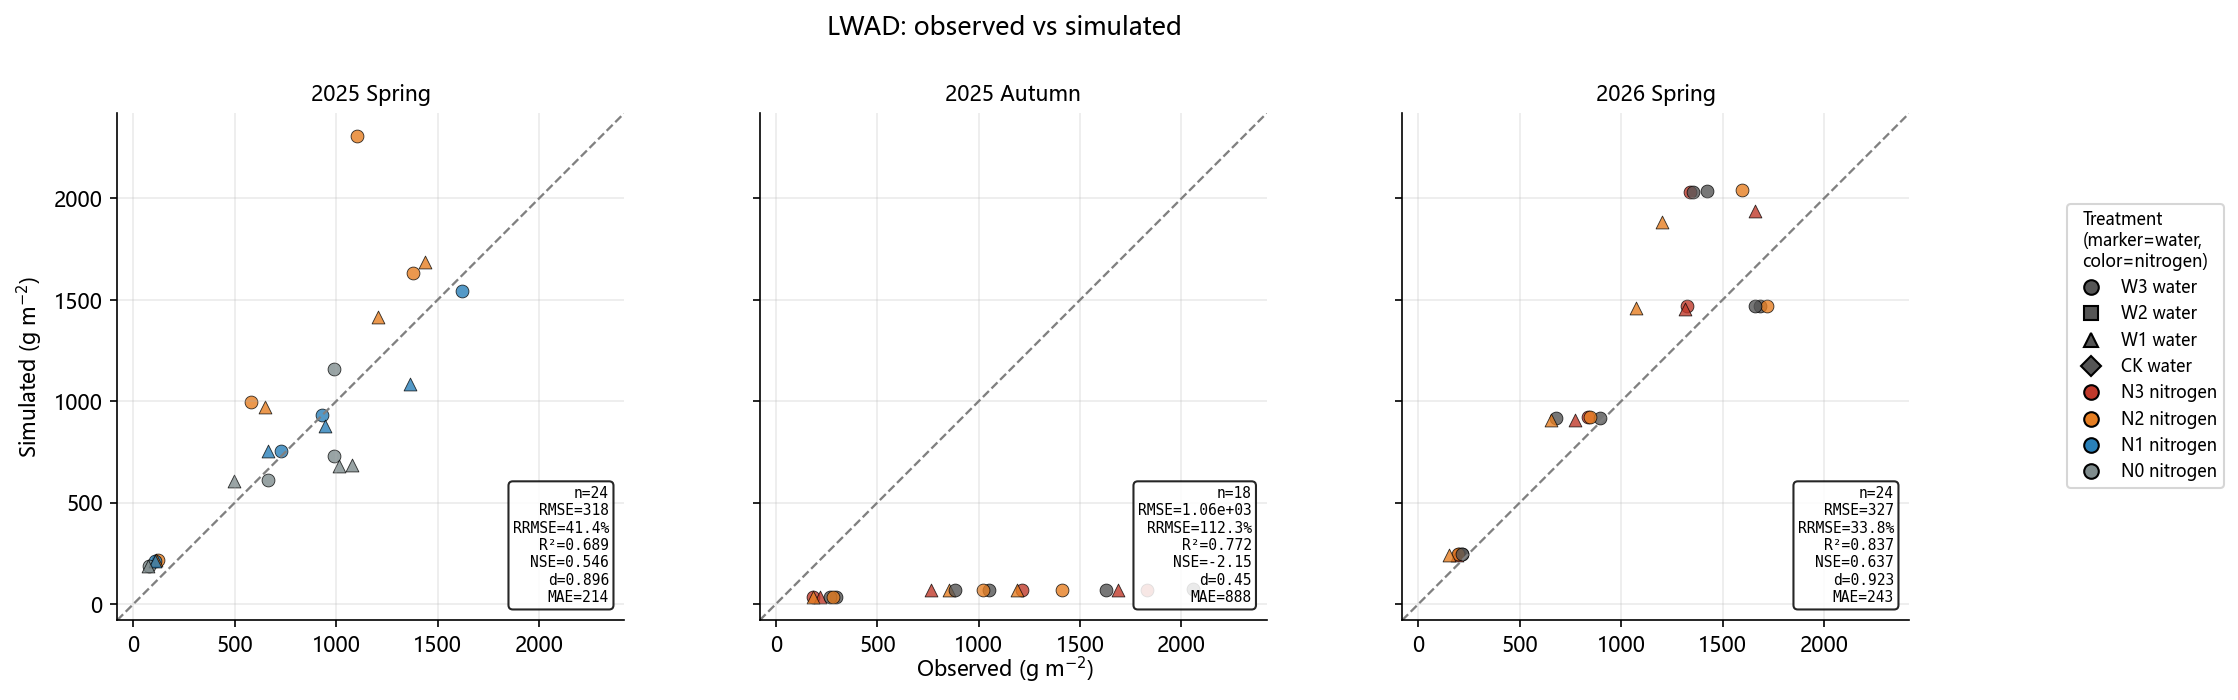 LWAD: observed vs simulated
2025 Spring
2025 Autumn
2026 Spring
Simulated (g m⁻²)
2000
1500
1000
500
0
0 500 1000 1500 2000
n=24
RMSE=318
RRMSE=41.4%
R²=0.689
NSE=0.546
d=0.896
MAE=214
0 500 1000 1500 2000
n=18
RMSE=1.06e+03
RRMSE=112.3%
R²=0.772
NSE=-2.15
d=0.45
MAE=888
0 500 1000 1500 2000
n=24
RMSE=327
RRMSE=33.8%
R²=0.837
NSE=0.637
d=0.923
MAE=243
Observed (g m⁻²)
Treatment
(marker=water,
color=nitrogen)
W3 water
W2 water
W1 water
CK water
N3 nitrogen
N2 nitrogen
N1 nitrogen
N0 nitrogen